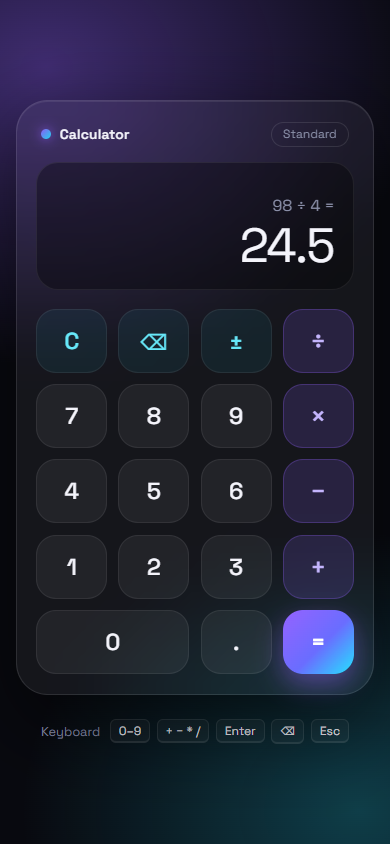 Calculator Standard
98 ÷ 4 =
24.5
C ⌫ ± ÷
7 8 9 ×
4 5 6 −
1 2 3 +
0 . =
Keyboard 0–9 + − * / Enter ⌫ Esc